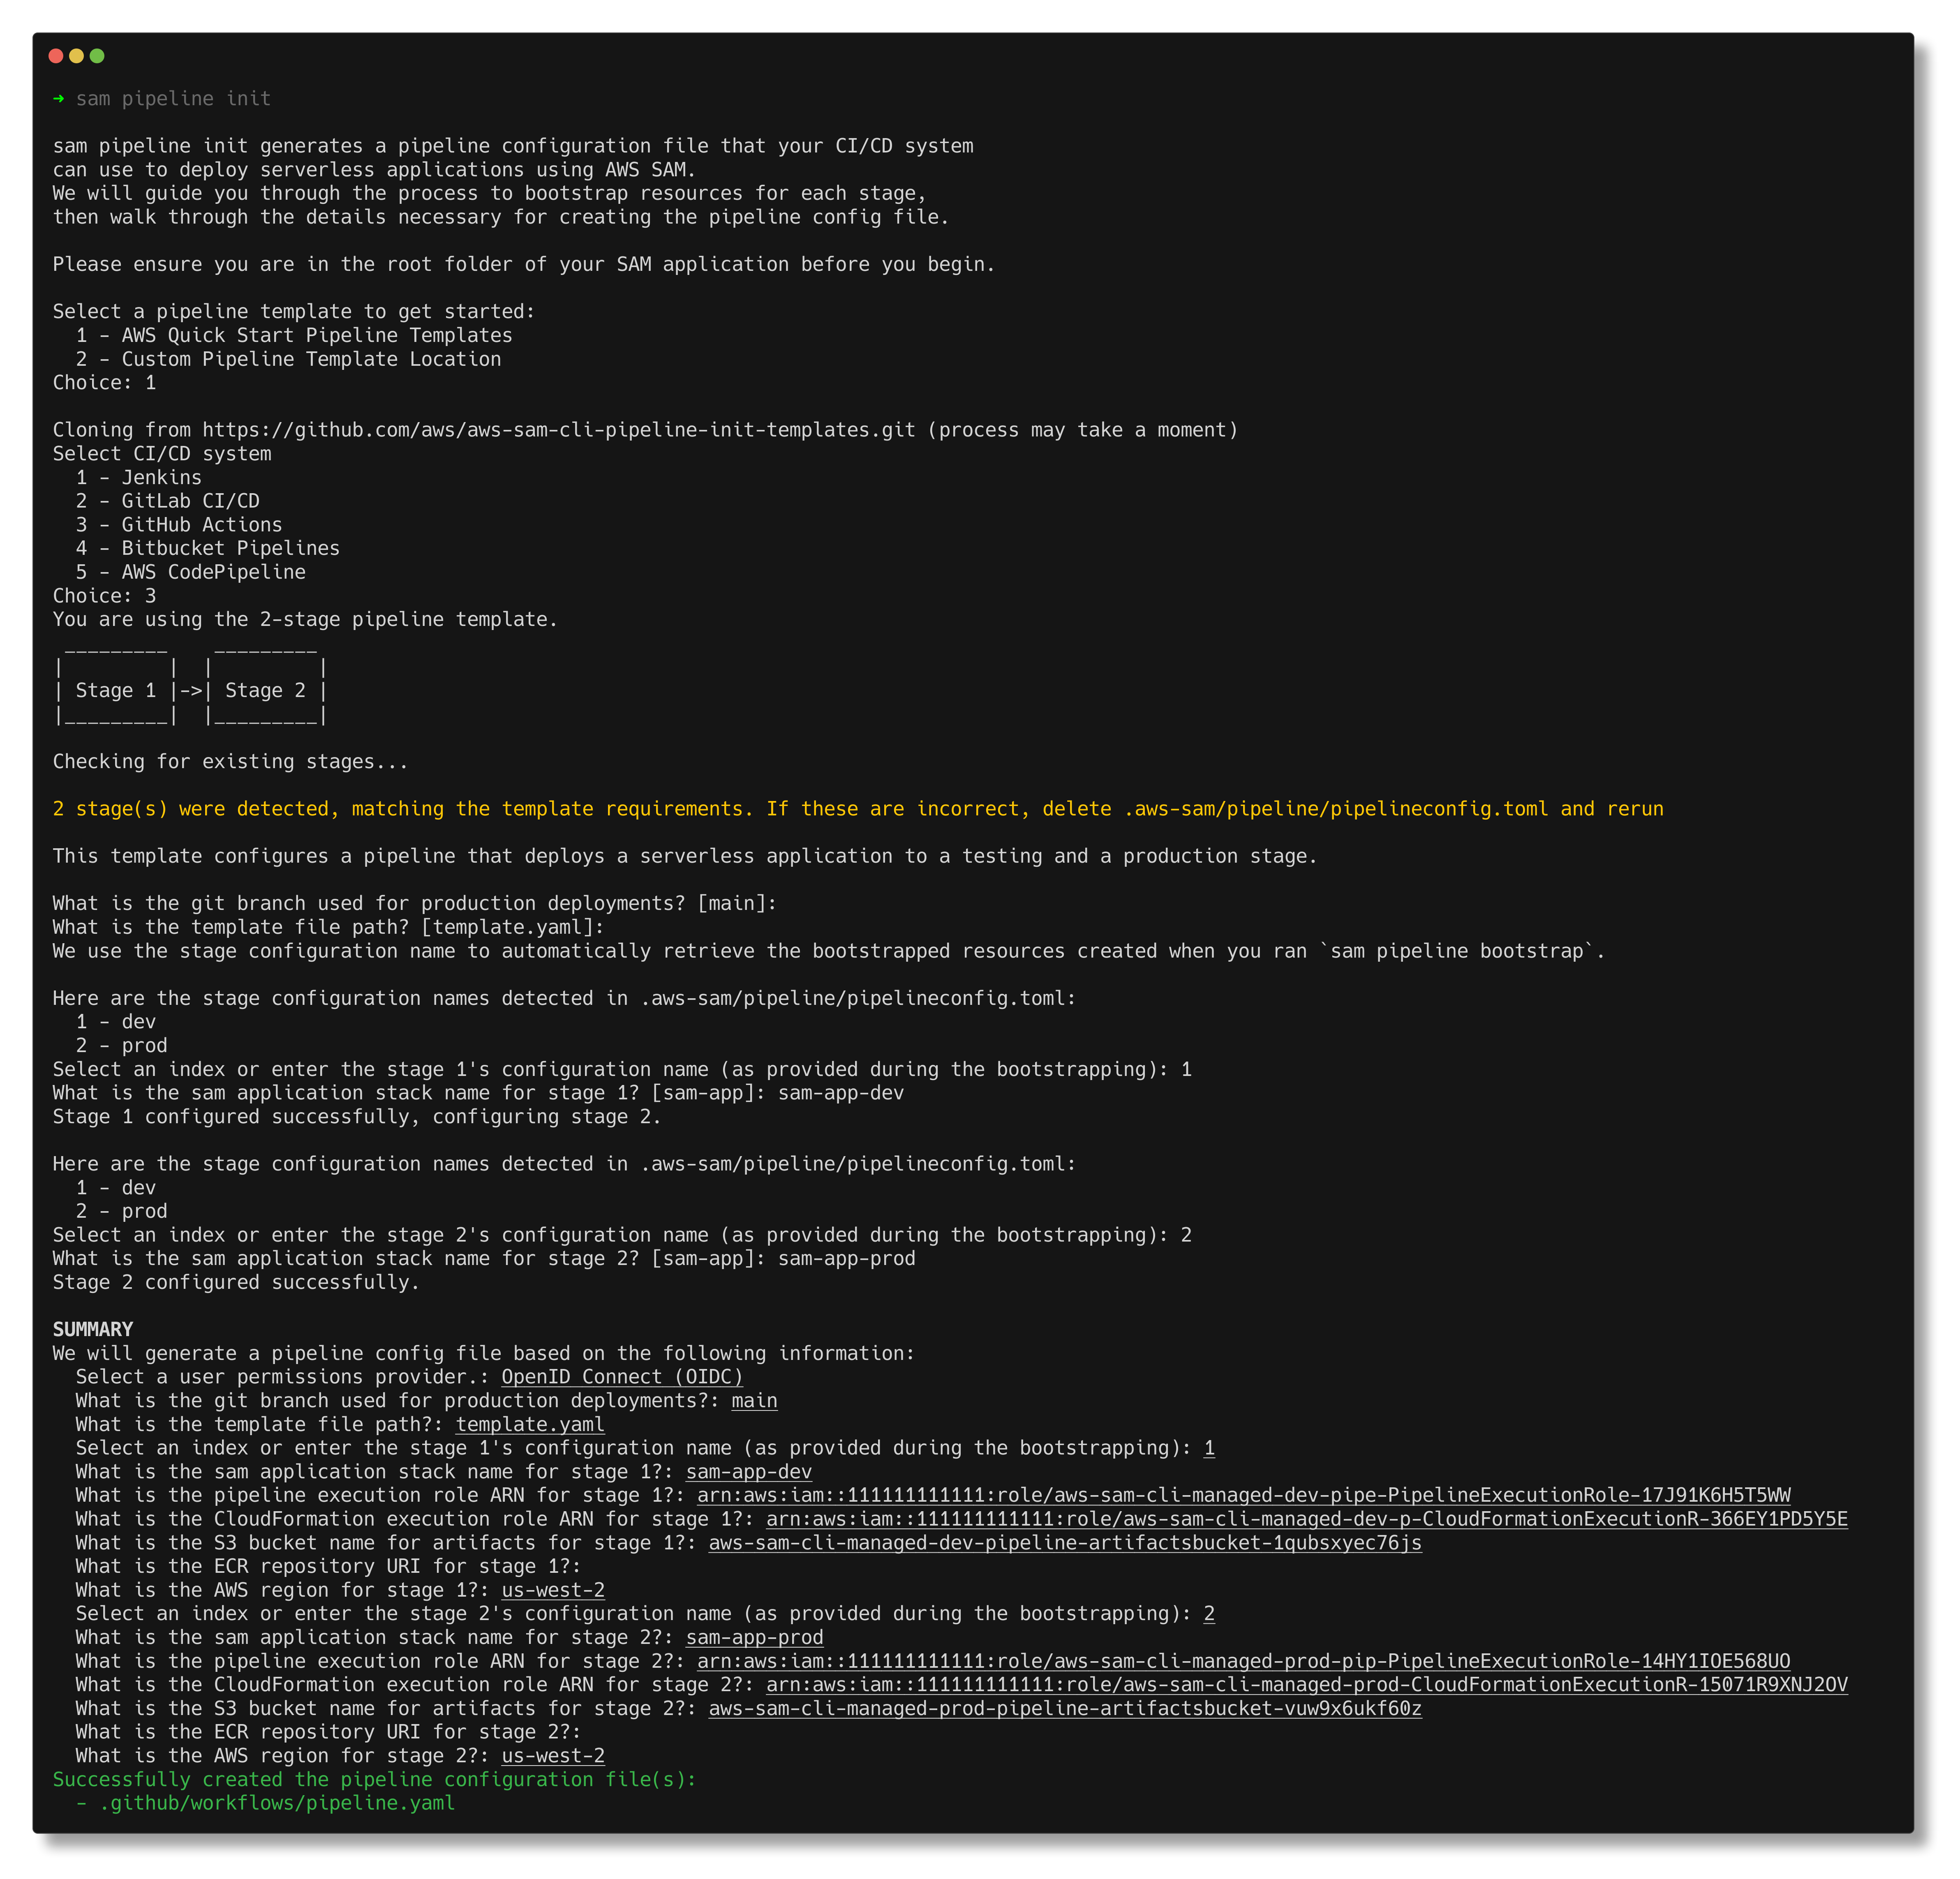 ➜ sam pipeline init

sam pipeline init generates a pipeline configuration file that your CI/CD system
can use to deploy serverless applications using AWS SAM.
We will guide you through the process to bootstrap resources for each stage,
then walk through the details necessary for creating the pipeline config file.

Please ensure you are in the root folder of your SAM application before you begin.

Select a pipeline template to get started:
  1 - AWS Quick Start Pipeline Templates
  2 - Custom Pipeline Template Location
Choice: 1

Cloning from https://github.com/aws/aws-sam-cli-pipeline-init-templates.git (process may take a moment)
Select CI/CD system
  1 - Jenkins
  2 - GitLab CI/CD
  3 - GitHub Actions
  4 - Bitbucket Pipelines
  5 - AWS CodePipeline
Choice: 3
You are using the 2-stage pipeline template.
 _________    _________
|         |  |         |
| Stage 1 |->| Stage 2 |
|_________|  |_________|

Checking for existing stages...

2 stage(s) were detected, matching the template requirements. If these are incorrect, delete .aws-sam/pipeline/pipelineconfig.toml and rerun

This template configures a pipeline that deploys a serverless application to a testing and a production stage.

What is the git branch used for production deployments? [main]:
What is the template file path? [template.yaml]:
We use the stage configuration name to automatically retrieve the bootstrapped resources created when you ran `sam pipeline bootstrap`.

Here are the stage configuration names detected in .aws-sam/pipeline/pipelineconfig.toml:
  1 - dev
  2 - prod
Select an index or enter the stage 1's configuration name (as provided during the bootstrapping): 1
What is the sam application stack name for stage 1? [sam-app]: sam-app-dev
Stage 1 configured successfully, configuring stage 2.

Here are the stage configuration names detected in .aws-sam/pipeline/pipelineconfig.toml:
  1 - dev
  2 - prod
Select an index or enter the stage 2's configuration name (as provided during the bootstrapping): 2
What is the sam application stack name for stage 2? [sam-app]: sam-app-prod
Stage 2 configured successfully.

SUMMARY
We will generate a pipeline config file based on the following information:
  Select a user permissions provider.: OpenID Connect (OIDC)
  What is the git branch used for production deployments?: main
  What is the template file path?: template.yaml
  Select an index or enter the stage 1's configuration name (as provided during the bootstrapping): 1
  What is the sam application stack name for stage 1?: sam-app-dev
  What is the pipeline execution role ARN for stage 1?: arn:aws:iam::111111111111:role/aws-sam-cli-managed-dev-pipe-PipelineExecutionRole-17J91K6H5T5WW
  What is the CloudFormation execution role ARN for stage 1?: arn:aws:iam::111111111111:role/aws-sam-cli-managed-dev-p-CloudFormationExecutionR-366EY1PD5Y5E
  What is the S3 bucket name for artifacts for stage 1?: aws-sam-cli-managed-dev-pipeline-artifactsbucket-1qubsxyec76js
  What is the ECR repository URI for stage 1?:
  What is the AWS region for stage 1?: us-west-2
  Select an index or enter the stage 2's configuration name (as provided during the bootstrapping): 2
  What is the sam application stack name for stage 2?: sam-app-prod
  What is the pipeline execution role ARN for stage 2?: arn:aws:iam::111111111111:role/aws-sam-cli-managed-prod-pip-PipelineExecutionRole-14HY1IOE568UO
  What is the CloudFormation execution role ARN for stage 2?: arn:aws:iam::111111111111:role/aws-sam-cli-managed-prod-CloudFormationExecutionR-15071R9XNJ2OV
  What is the S3 bucket name for artifacts for stage 2?: aws-sam-cli-managed-prod-pipeline-artifactsbucket-vuw9x6ukf60z
  What is the ECR repository URI for stage 2?:
  What is the AWS region for stage 2?: us-west-2
Successfully created the pipeline configuration file(s):
  - .github/workflows/pipeline.yaml